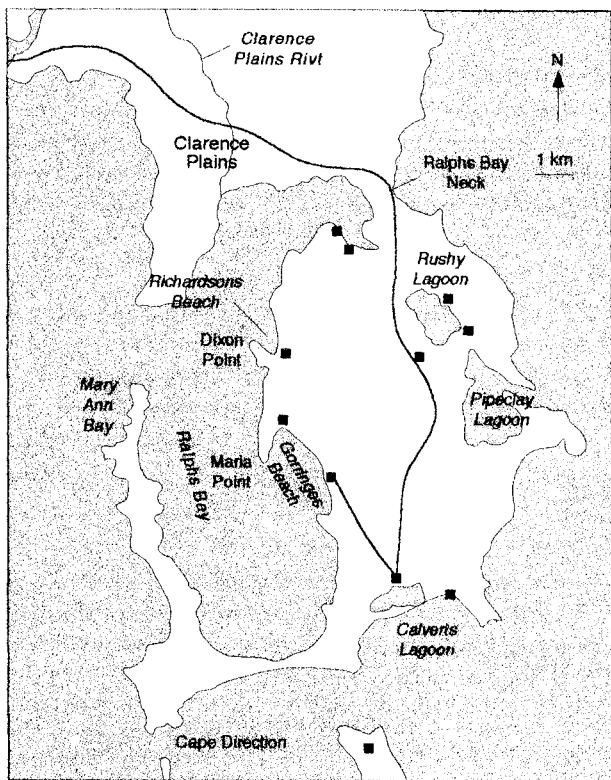 Clarence
Plains Rivt
N
Clarence
Plains
1 km
Ralphs Bay
Neck
Rushy
Lagoon
Richardsons
Beach
Dixon
Point
Mary
Ann
Bay
Pipeclay
Lagoon
Ralphs Bay
Maria
Point
Gorringes
Beach
Calverts
Lagoon
Cape Direction